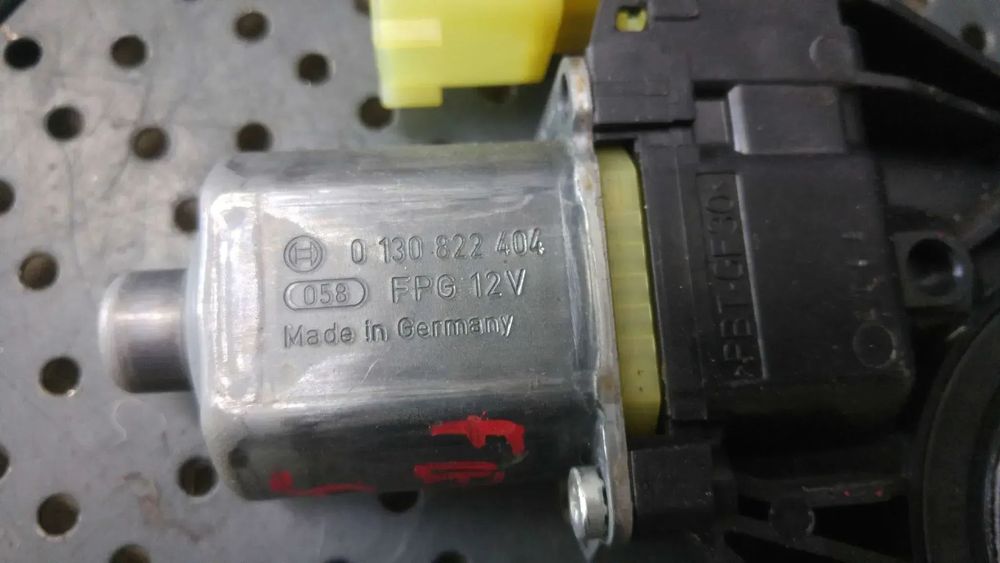 0 130 822 404
058 FPG 12V
Made in Germany
>PBT-GF30<